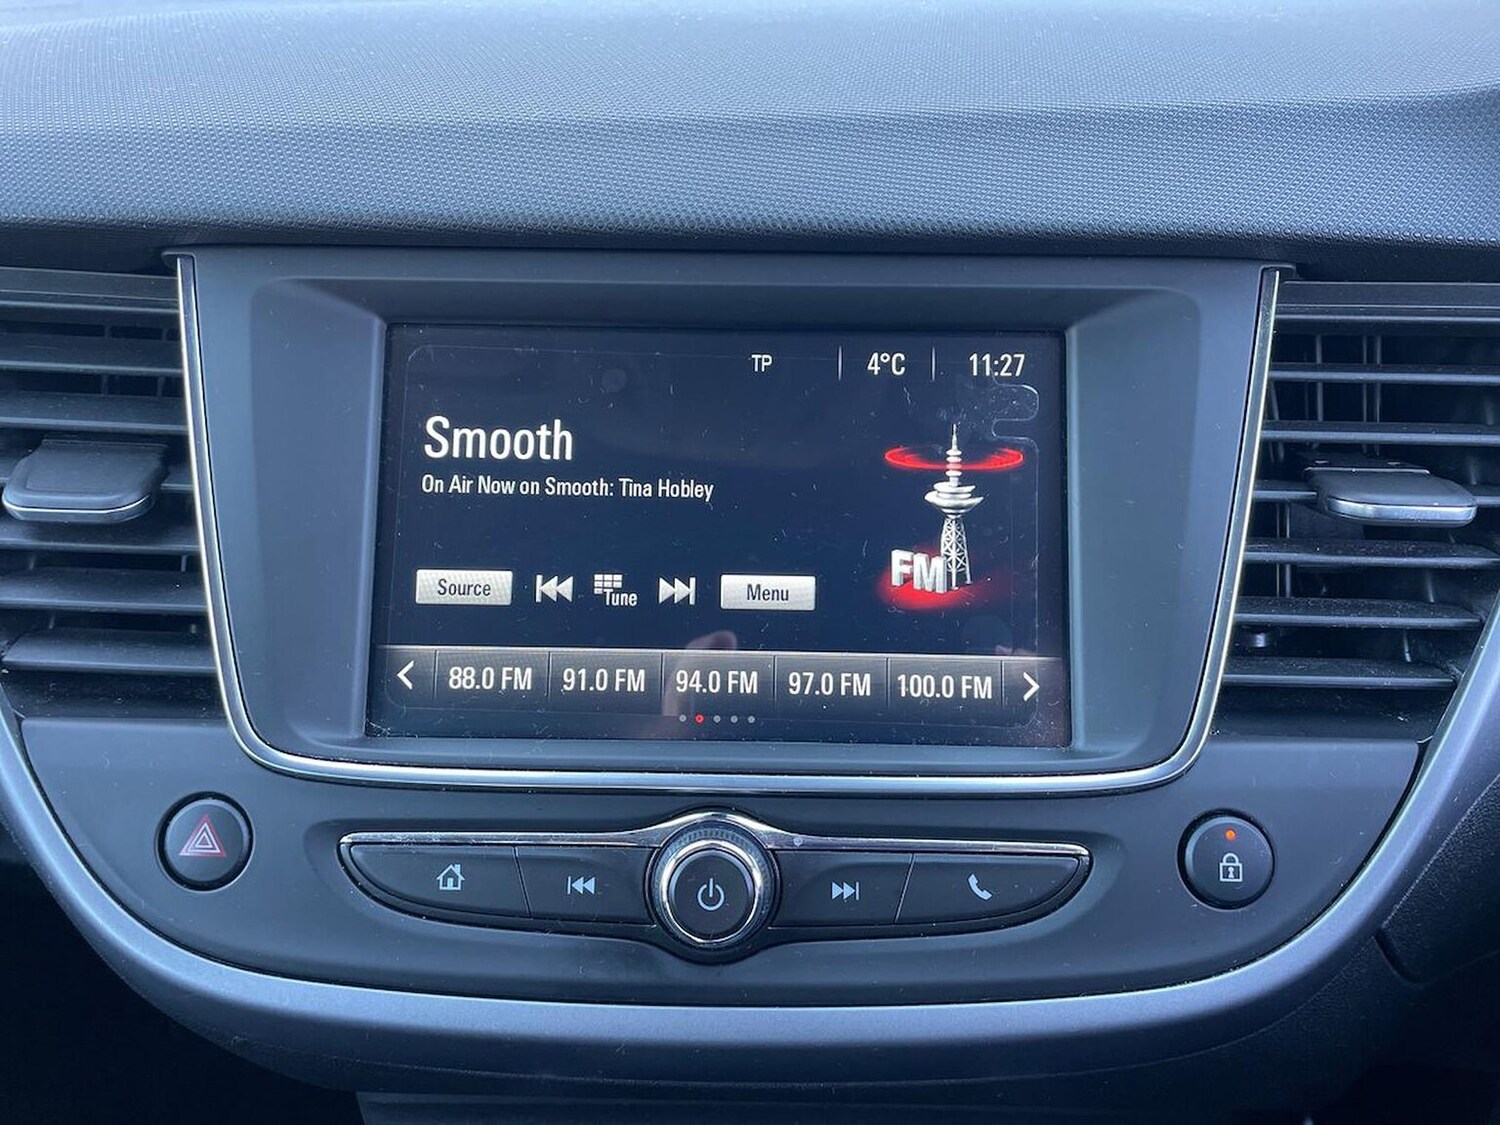 TP 4°C 11:27
Smooth
On Air Now on Smooth: Tina Hobley
FM
Source Tune Menu
88.0 FM 91.0 FM 94.0 FM 97.0 FM 100.0 FM